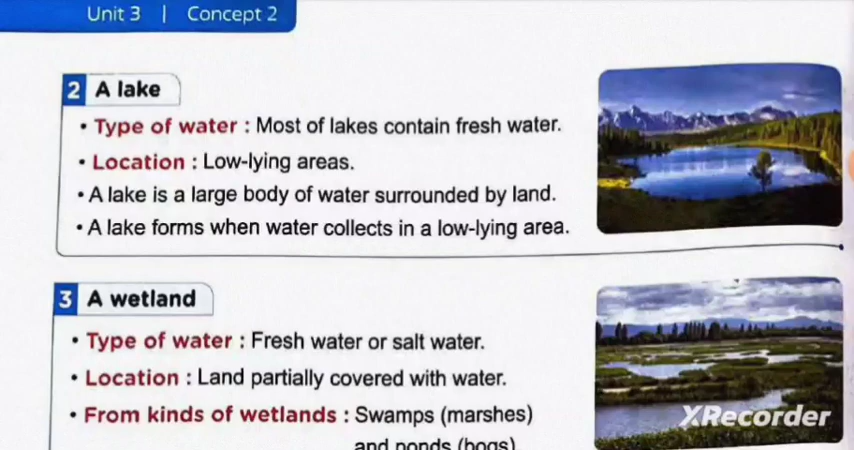 Unit 3 | Concept 2
2 A lake
• Type of water : Most of lakes contain fresh water.
• Location : Low-lying areas.
• A lake is a large body of water surrounded by land.
• A lake forms when water collects in a low-lying area.
3 A wetland
• Type of water : Fresh water or salt water.
• Location : Land partially covered with water.
• From kinds of wetlands : Swamps (marshes)
and ponds (bogs)
XRecorder